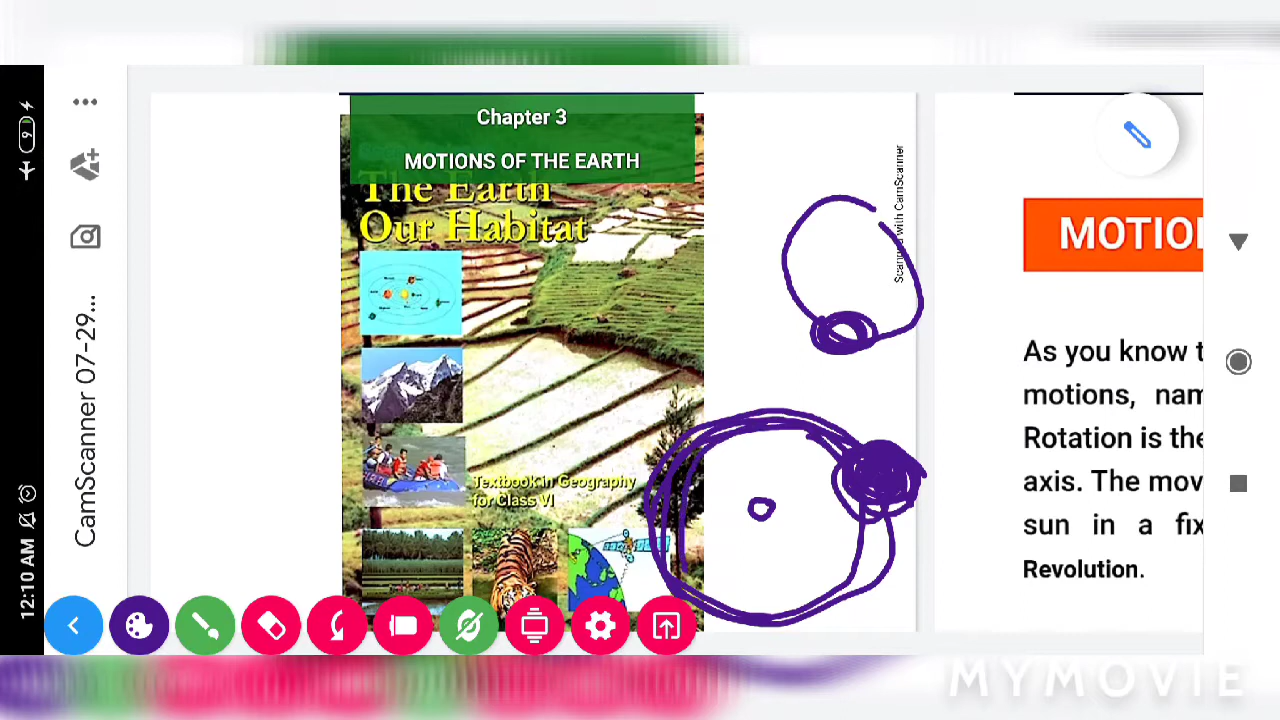 12:10 AM
9
CamScanner 07-29...
Chapter 3
MOTIONS OF THE EARTH
The Earth
Our Habitat
Textbook in Geography
for Class VI
Scanned with CamScanner
MOTIO
As you know t
motions, nam
Rotation is the
axis. The mov
sun in a fix
Revolution.
MYMOVIE